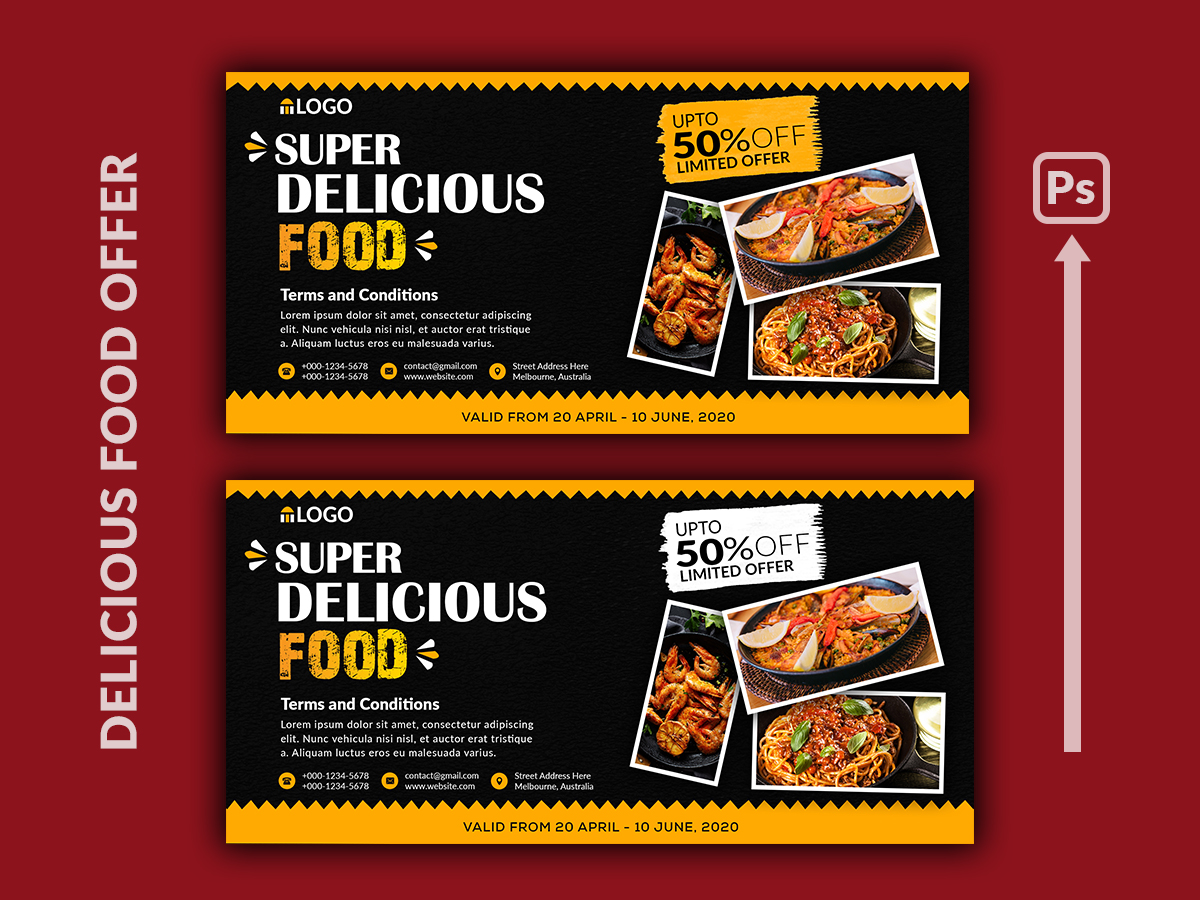 DELICIOUS FOOD OFFER
LOGO
SUPER
DELICIOUS
FOOD
Terms and Conditions
Lorem ipsum dolor sit amet, consectetur adipiscing
elit. Nunc vehicula nisi nisl, et auctor erat tristique
a. Aliquam luctus eros eu malesuada varius.
+000-1234-5678
+000-1234-5678
contact@gmail.com
www.website.com
Street Address Here
Melbourne, Australia
UPTO
50%OFF
LIMITED OFFER
VALID FROM 20 APRIL - 10 JUNE, 2020
LOGO
SUPER
DELICIOUS
FOOD
Terms and Conditions
Lorem ipsum dolor sit amet, consectetur adipiscing
elit. Nunc vehicula nisi nisl, et auctor erat tristique
a. Aliquam luctus eros eu malesuada varius.
+000-1234-5678
+000-1234-5678
contact@gmail.com
www.website.com
Street Address Here
Melbourne, Australia
UPTO
50%OFF
LIMITED OFFER
VALID FROM 20 APRIL - 10 JUNE, 2020
Ps